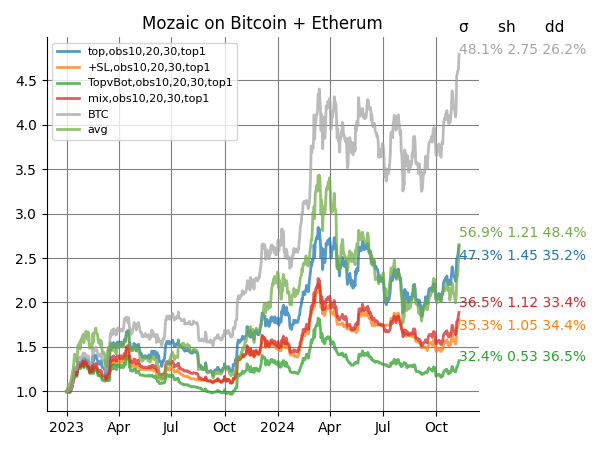 Mozaic on Bitcoin + Etherum
σ sh dd
top,obs10,20,30,top1
+SL,obs10,20,30,top1
TopvBot,obs10,20,30,top1
mix,obs10,20,30,top1
BTC
avg
48.1% 2.75 26.2%
56.9% 1.21 48.4%
47.3% 1.45 35.2%
36.5% 1.12 33.4%
35.3% 1.05 34.4%
32.4% 0.53 36.5%
4.5
4.0
3.5
3.0
2.5
2.0
1.5
1.0
2023 Apr Jul Oct 2024 Apr Jul Oct